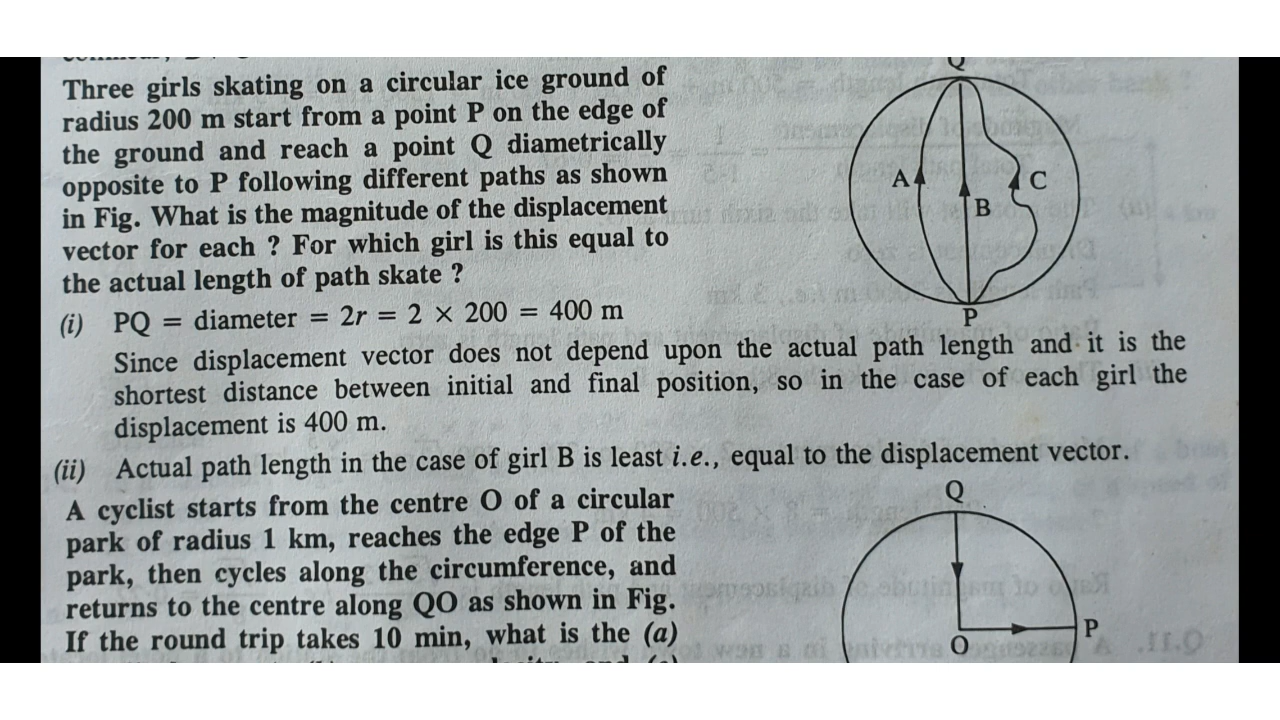 Three girls skating on a circular ice ground of
radius 200 m start from a point P on the edge of
the ground and reach a point Q diametrically
opposite to P following different paths as shown
in Fig. What is the magnitude of the displacement
vector for each ? For which girl is this equal to
the actual length of path skate ?
Q
A
B
C
P
(i) PQ = diameter = 2r = 2 × 200 = 400 m
Since displacement vector does not depend upon the actual path length and it is the
shortest distance between initial and final position, so in the case of each girl the
displacement is 400 m.
(ii) Actual path length in the case of girl B is least i.e., equal to the displacement vector.
A cyclist starts from the centre O of a circular
park of radius 1 km, reaches the edge P of the
park, then cycles along the circumference, and
returns to the centre along QO as shown in Fig.
If the round trip takes 10 min, what is the (a)
Q
O
P